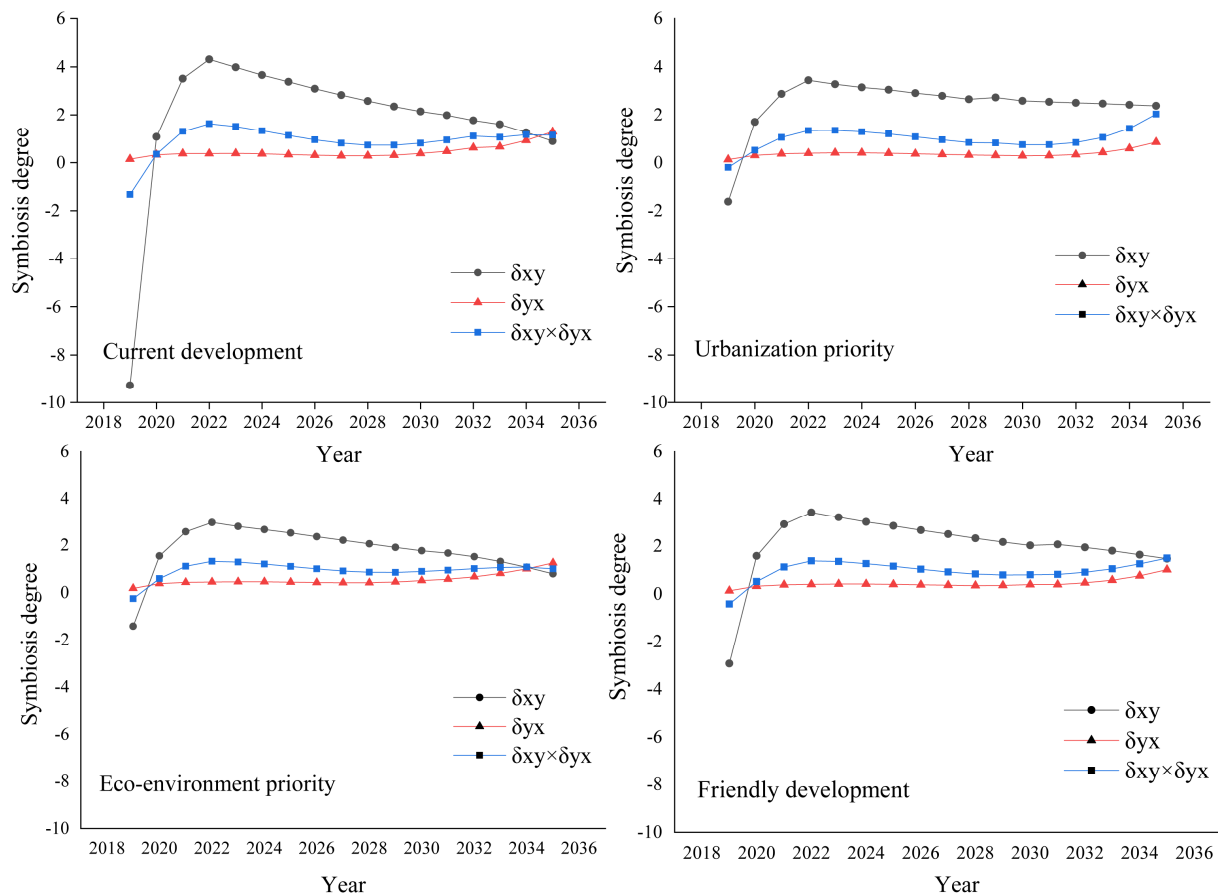 6
4
2
0
-2
-4
-6
-8
-10
Symbiosis degree
δxy
δyx
δxy×δyx
Current development
2018 2020 2022 2024 2026 2028 2030 2032 2034 2036
Year
6
4
2
0
-2
-4
-6
-8
-10
Symbiosis degree
δxy
δyx
δxy×δyx
Urbanization priority
2018 2020 2022 2024 2026 2028 2030 2032 2034 2036
Year
6
4
2
0
-2
-4
-6
-8
-10
Symbiosis degree
δxy
δyx
δxy×δyx
Eco-environment priority
2018 2020 2022 2024 2026 2028 2030 2032 2034 2036
Year
6
4
2
0
-2
-4
-6
-8
-10
Symbiosis degree
δxy
δyx
δxy×δyx
Friendly development
2018 2020 2022 2024 2026 2028 2030 2032 2034 2036
Year